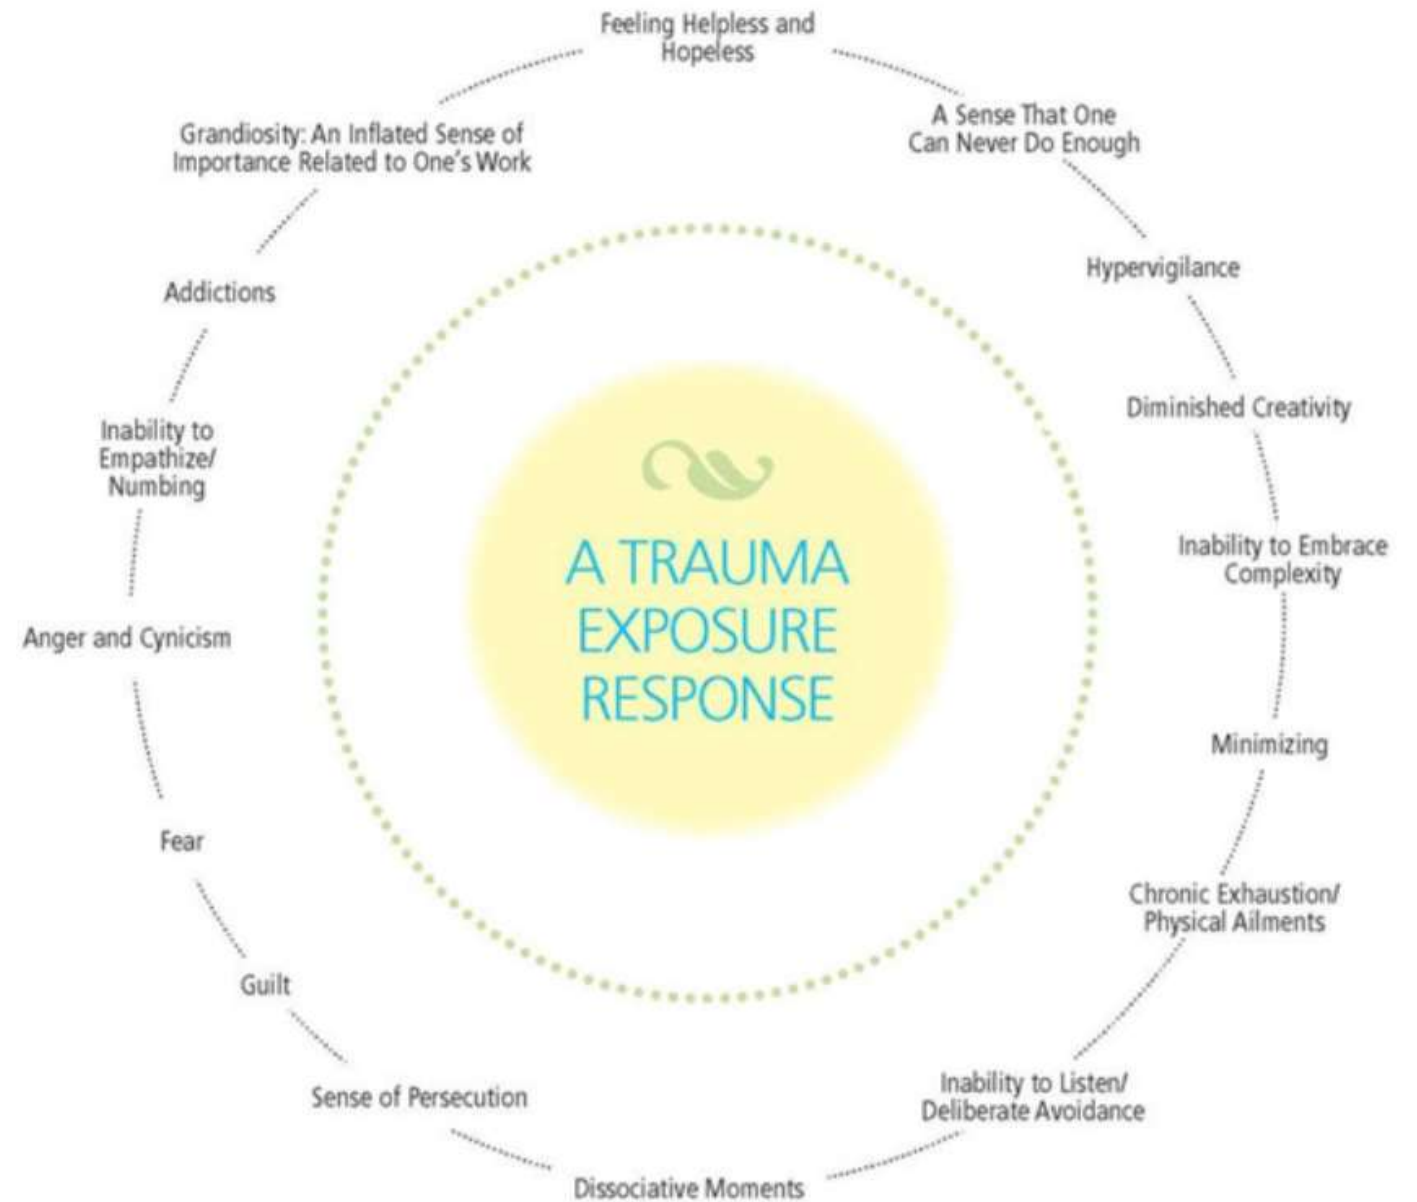 Feeling Helpless and
Hopeless
A Sense That One
Can Never Do Enough
Hypervigilance
Diminished Creativity
Inability to Embrace
Complexity
Minimizing
Chronic Exhaustion/
Physical Ailments
Inability to Listen/
Deliberate Avoidance
Dissociative Moments
Sense of Persecution
Guilt
Fear
Anger and Cynicism
Inability to
Empathize/
Numbing
Addictions
Grandiosity: An Inflated Sense of
Importance Related to One's Work
A TRAUMA
EXPOSURE
RESPONSE